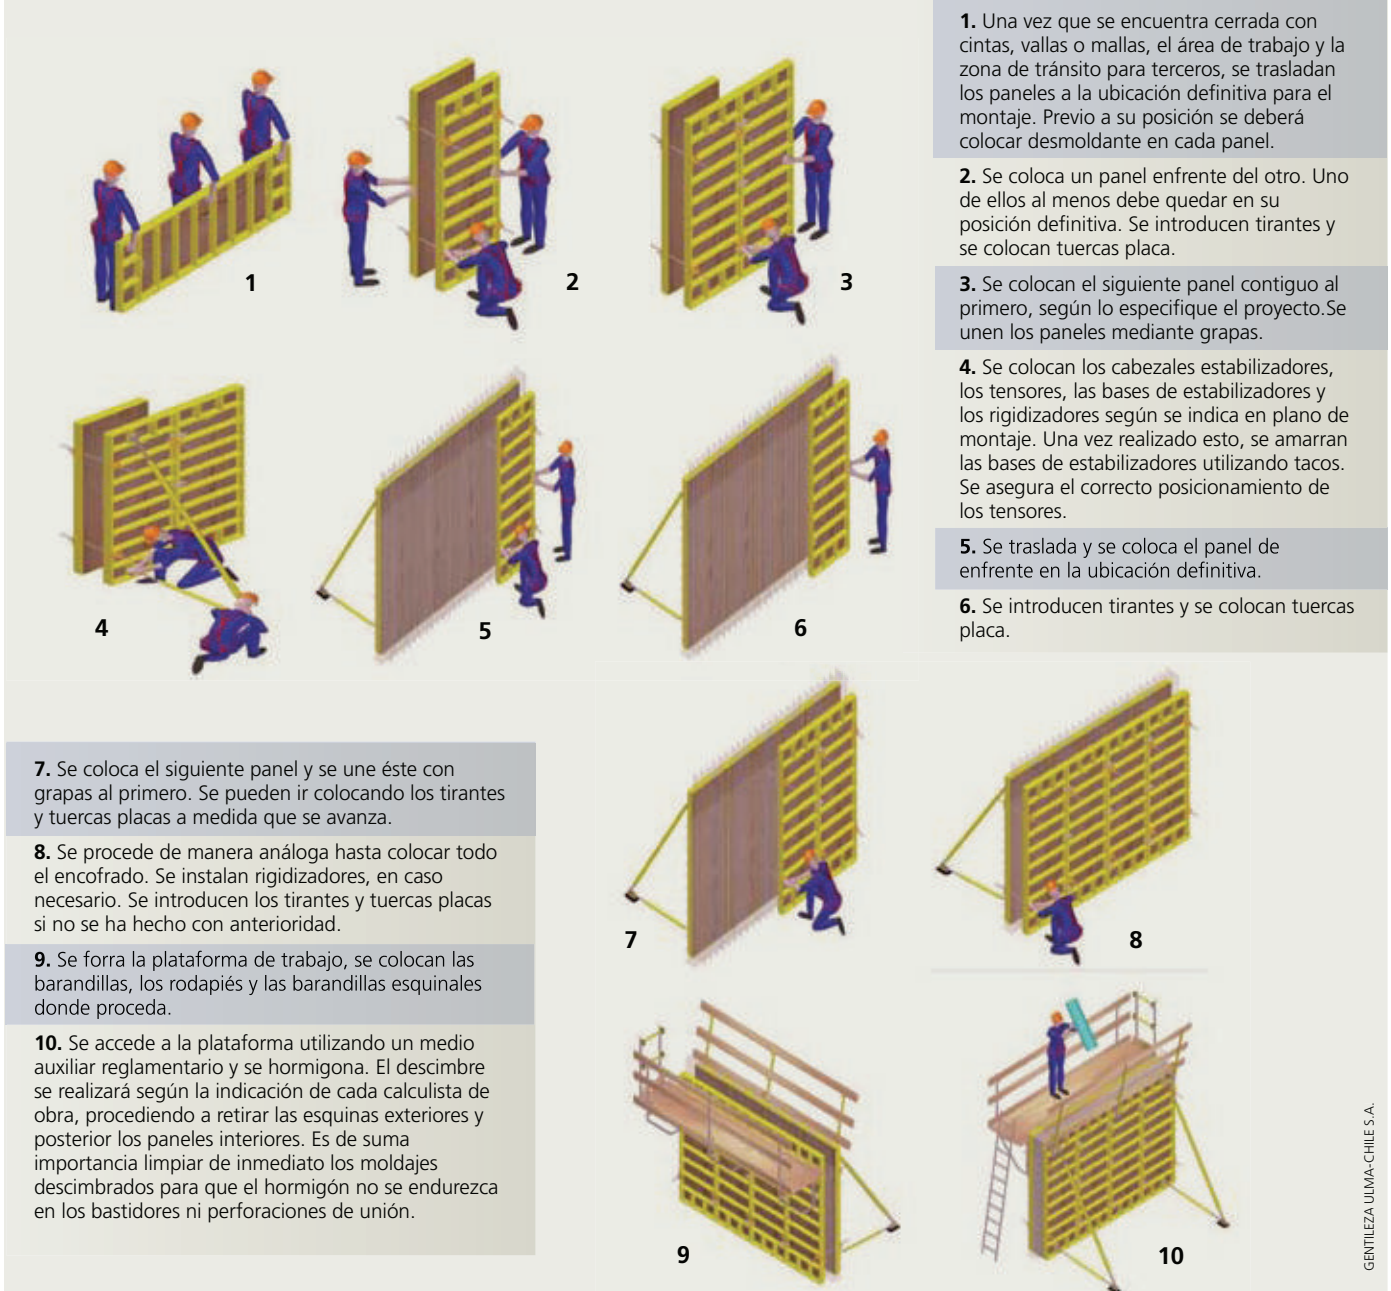 1. Una vez que se encuentra cerrada con
cintas, vallas o mallas, el área de trabajo y la
zona de tránsito para terceros, se trasladan
los paneles a la ubicación definitiva para el
montaje. Previo a su posición se deberá
colocar desmoldante en cada panel.
2. Se coloca un panel enfrente del otro. Uno
de ellos al menos debe quedar en su
posición definitiva. Se introducen tirantes y
se colocan tuercas placa.
3. Se colocan el siguiente panel contiguo al
primero, según lo especifique el proyecto.Se
unen los paneles mediante grapas.
4. Se colocan los cabezales estabilizadores,
los tensores, las bases de estabilizadores y
los rigidizadores según se indica en plano de
montaje. Una vez realizado esto, se amarran
las bases de estabilizadores utilizando tacos.
Se asegura el correcto posicionamiento de
los tensores.
5. Se traslada y se coloca el panel de
enfrente en la ubicación definitiva.
6. Se introducen tirantes y se colocan tuercas
placa.
1
2
3
4
5
6
7. Se coloca el siguiente panel y se une éste con
grapas al primero. Se pueden ir colocando los tirantes
y tuercas placas a medida que se avanza.
8. Se procede de manera análoga hasta colocar todo
el encofrado. Se instalan rigidizadores, en caso
necesario. Se introducen los tirantes y tuercas placas
si no se ha hecho con anterioridad.
9. Se forra la plataforma de trabajo, se colocan las
barandillas, los rodapiés y las barandillas esquinales
donde proceda.
10. Se accede a la plataforma utilizando un medio
auxiliar reglamentario y se hormigona. El descimbre
se realizará según la indicación de cada calculista de
obra, procediendo a retirar las esquinas exteriores y
posterior los paneles interiores. Es de suma
importancia limpiar de inmediato los moldajes
descimbrados para que el hormigón no se endurezca
en los bastidores ni perforaciones de unión.
7
8
9
10
GENTILEZA ULMA-CHILE S.A.